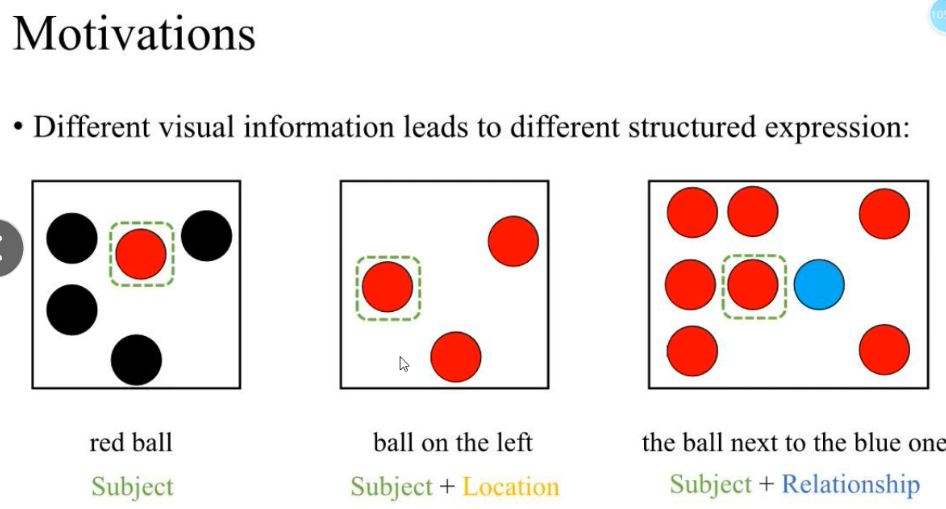 Motivations
• Different visual information leads to different structured expression:
red ball
ball on the left
the ball next to the blue one
Subject
Subject + Location
Subject + Relationship